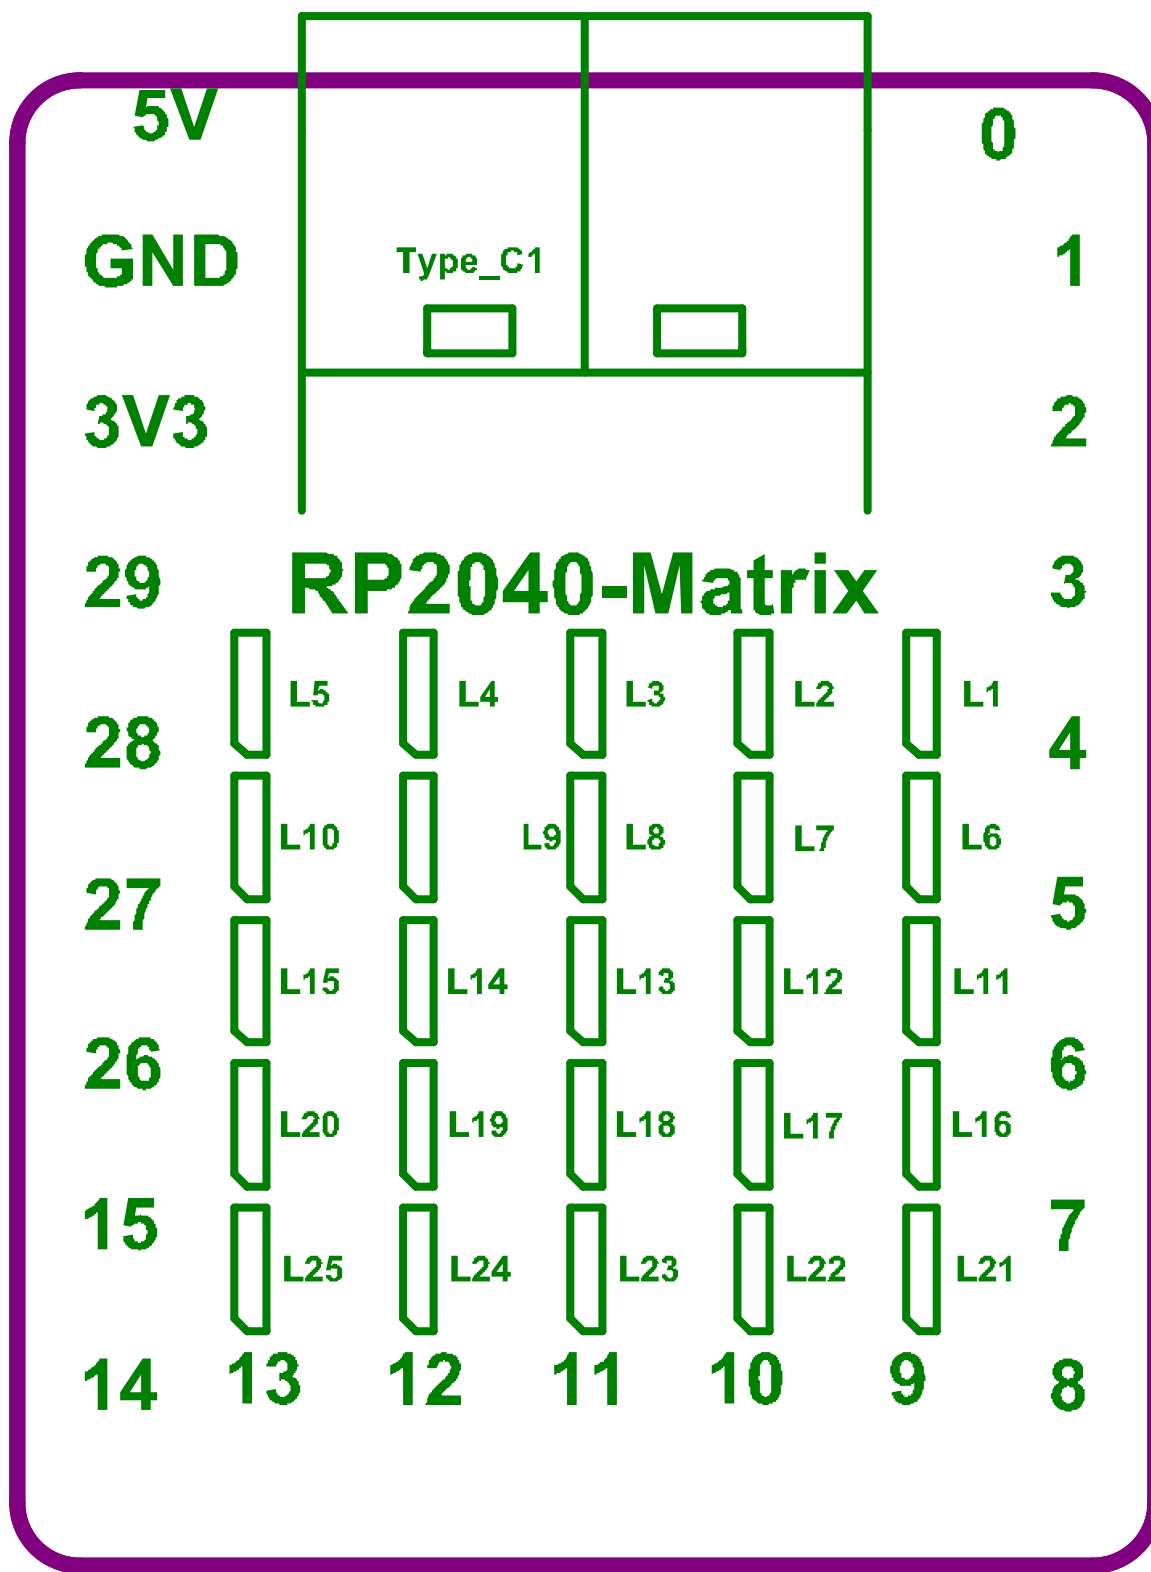 5V 0
GND Type_C1 1
3V3 2
29 RP2040-Matrix 3
L5 L4 L3 L2 L1
28 4
L10 L9 L8 L7 L6
27 5
L15 L14 L13 L12 L11
26 6
L20 L19 L18 L17 L16
15 7
L25 L24 L23 L22 L21
14 13 12 11 10 9 8